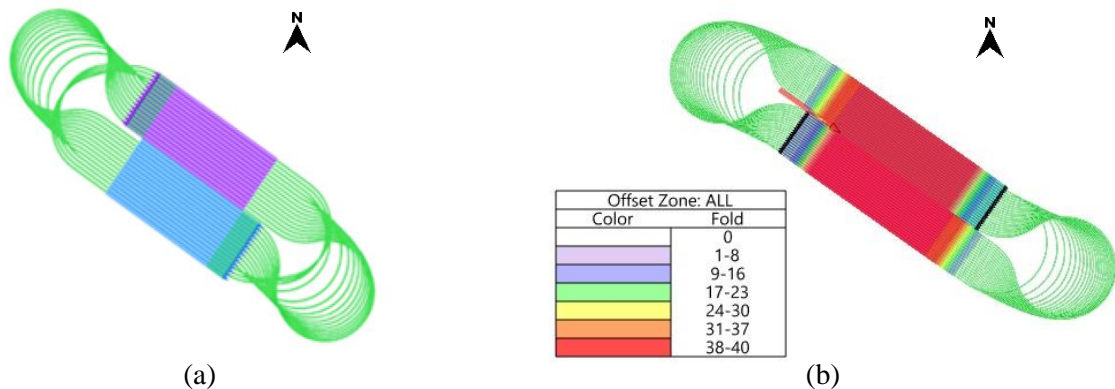 N
N
Offset Zone: ALL
Color Fold
0
1-8
9-16
17-23
24-30
31-37
38-40
(a)
(b)